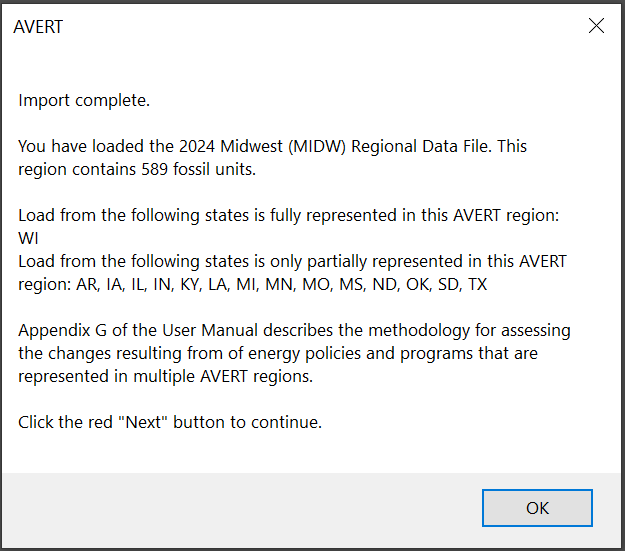 AVERT
Import complete.
You have loaded the 2024 Midwest (MIDW) Regional Data File. This
region contains 589 fossil units.
Load from the following states is fully represented in this AVERT region:
WI
Load from the following states is only partially represented in this AVERT
region: AR, IA, IL, IN, KY, LA, MI, MN, MO, MS, ND, OK, SD, TX
Appendix G of the User Manual describes the methodology for assessing
the changes resulting from of energy policies and programs that are
represented in multiple AVERT regions.
Click the red "Next" button to continue.
OK